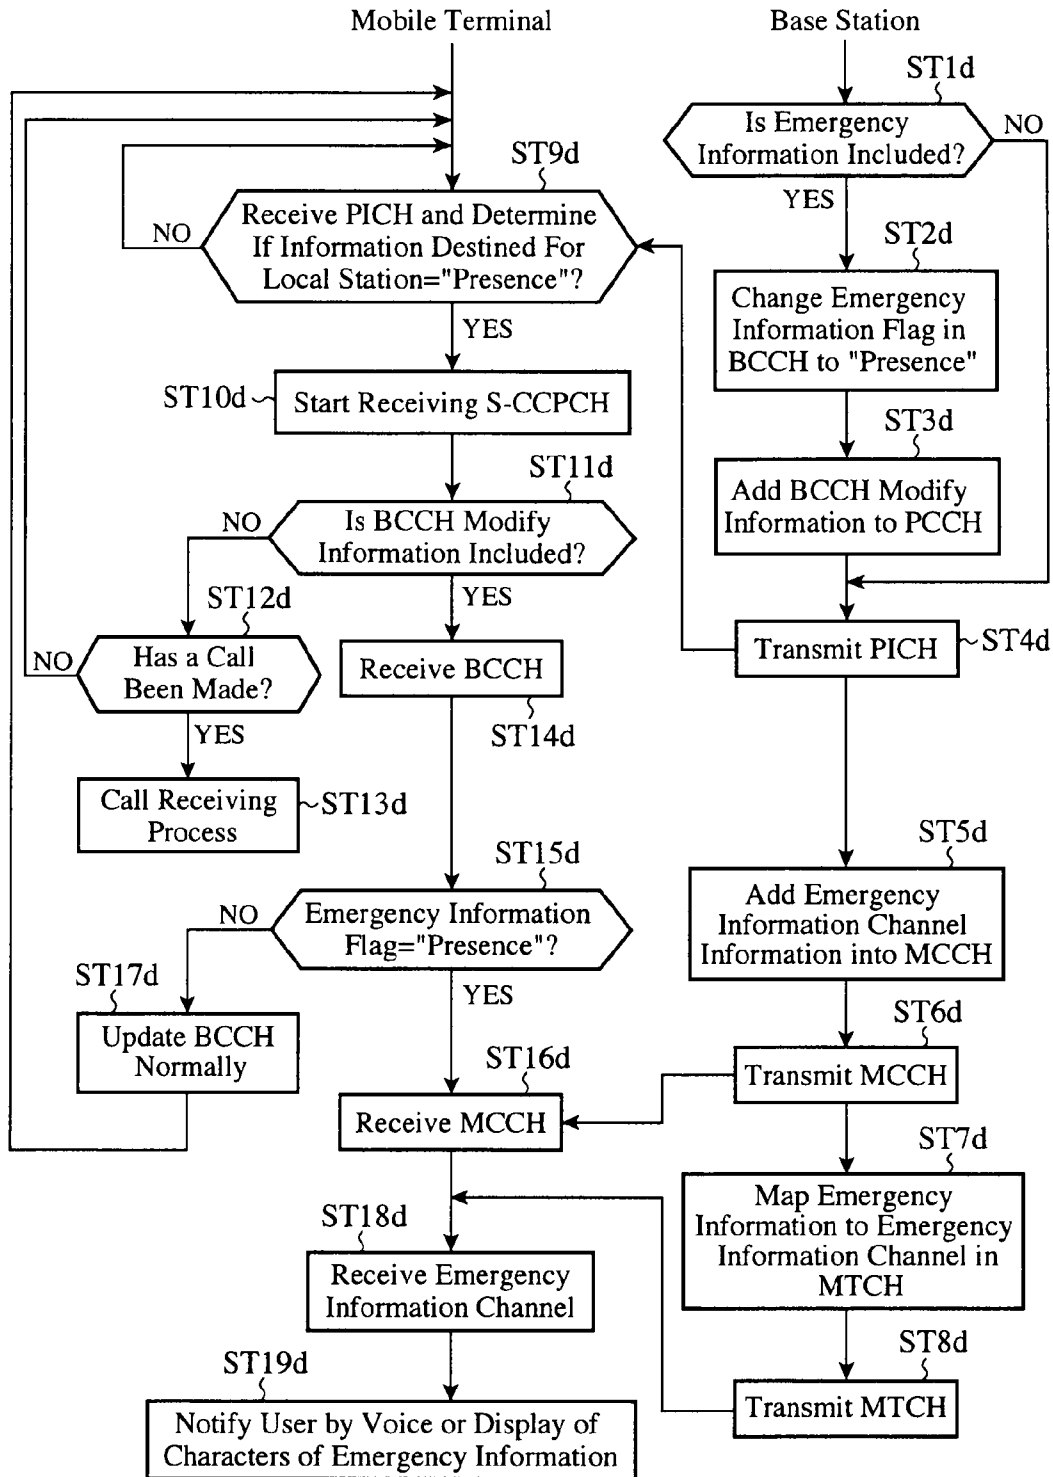 Mobile Terminal
Base Station
ST1d
Is Emergency
Information Included?
NO
YES
ST9d
Receive PICH and Determine
If Information Destined For
Local Station="Presence"?
NO
YES
ST2d
Change Emergency
Information Flag in
BCCH to "Presence"
ST10d
Start Receiving S-CCPCH
ST3d
Add BCCH Modify
Information to PCCH
ST11d
Is BCCH Modify
Information Included?
NO
YES
ST12d
Has a Call
Been Made?
NO
YES
Receive BCCH
ST14d
Transmit PICH
ST4d
Call Receiving
Process
ST13d
ST15d
Emergency Information
Flag="Presence"?
NO
YES
ST5d
Add Emergency
Information Channel
Information into MCCH
ST17d
Update BCCH
Normally
ST16d
Receive MCCH
ST6d
Transmit MCCH
ST7d
Map Emergency
Information to Emergency
Information Channel in
MTCH
ST18d
Receive Emergency
Information Channel
ST8d
Transmit MTCH
ST19d
Notify User by Voice or Display of
Characters of Emergency Information